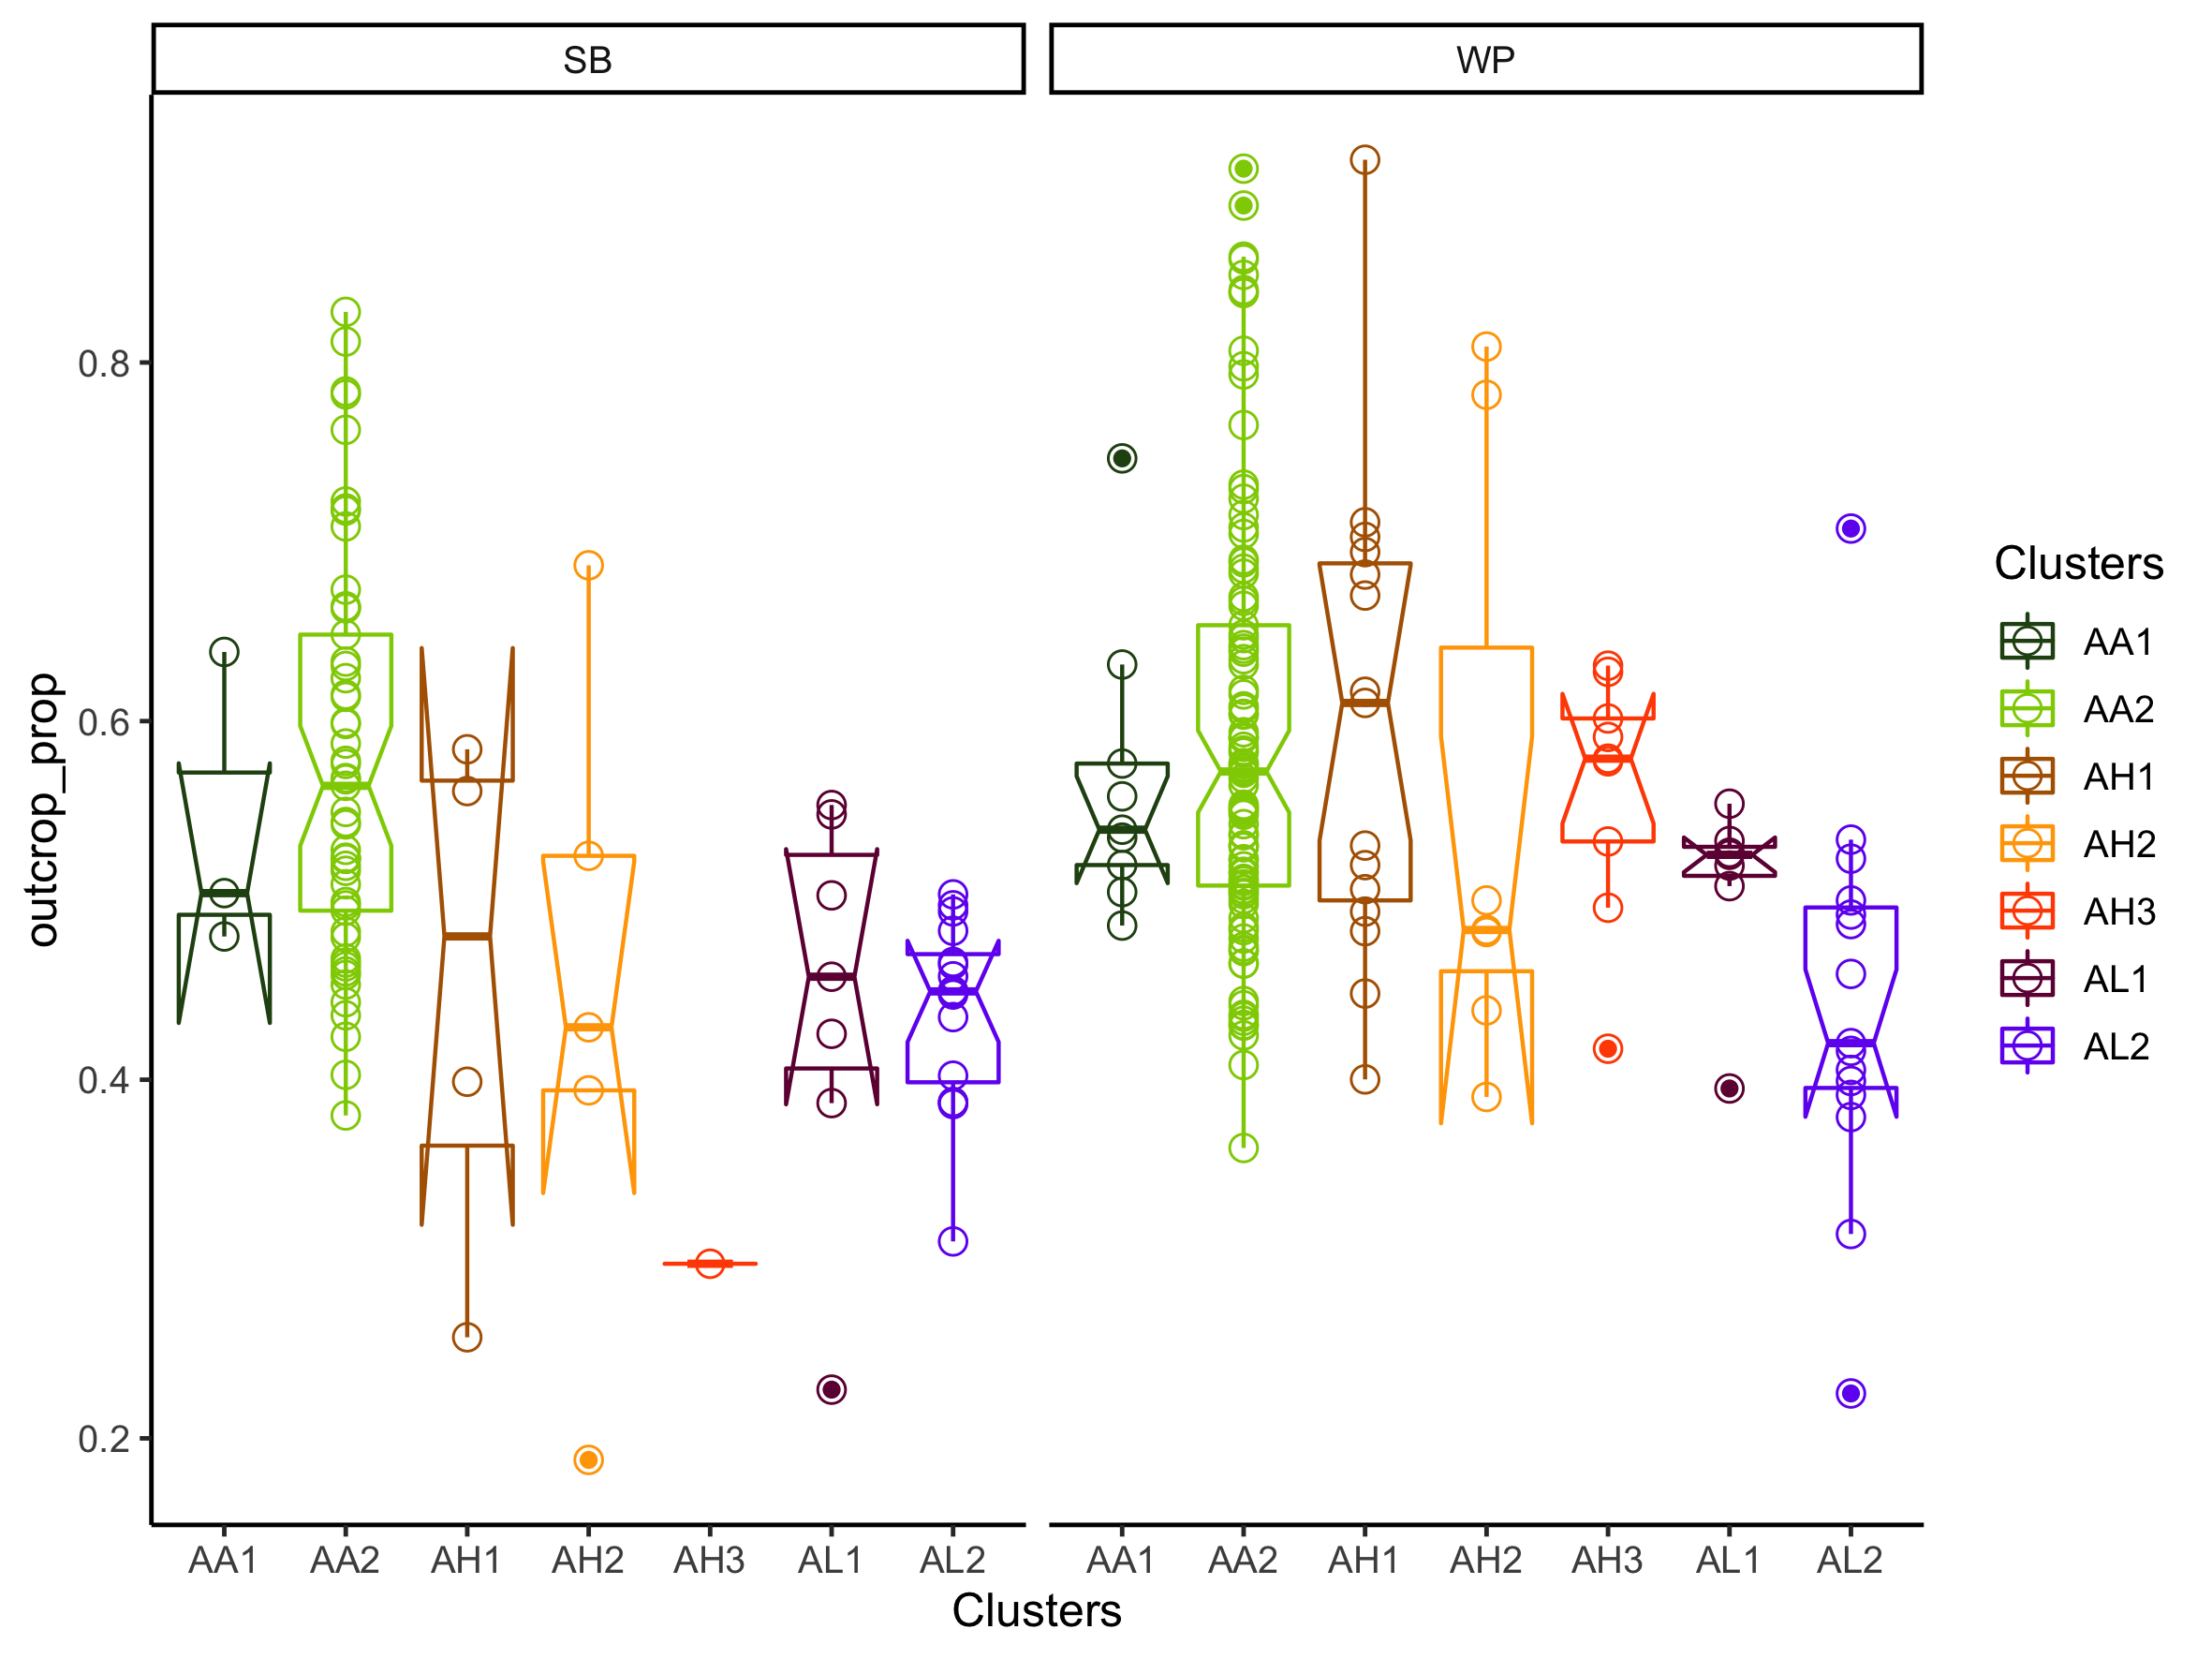 SB
WP
outcrop_prop
0.8
0.6
0.4
0.2
AA1 AA2 AH1 AH2 AH3 AL1 AL2
AA1 AA2 AH1 AH2 AH3 AL1 AL2
Clusters
Clusters
AA1
AA2
AH1
AH2
AH3
AL1
AL2